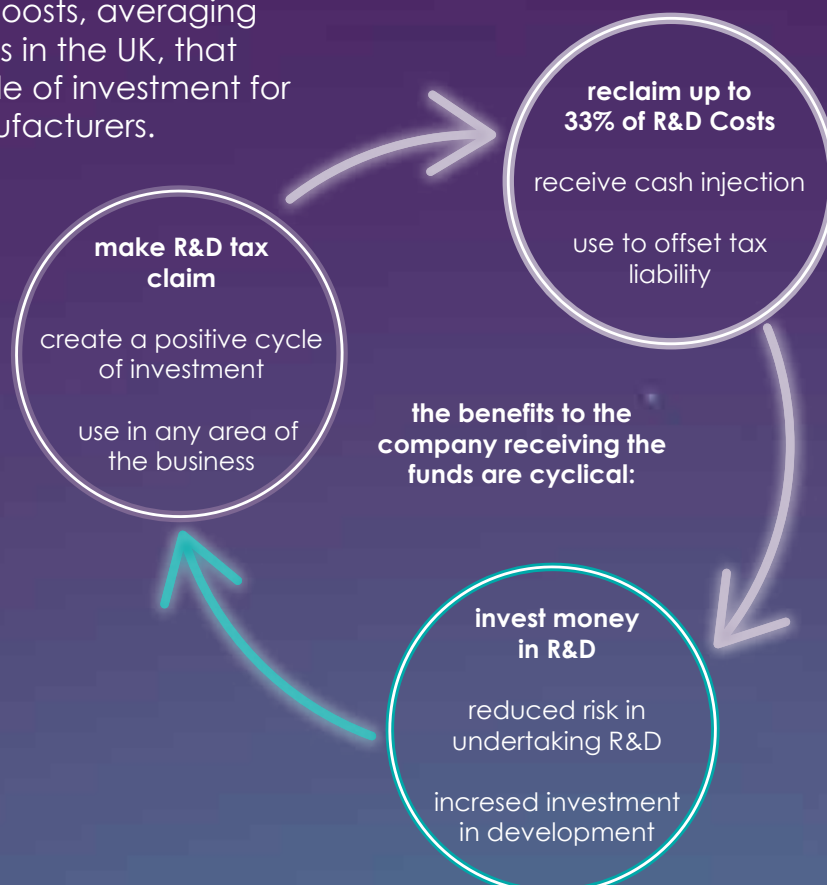 oosts, averaging
s in the UK, that
le of investment for
ufacturers.
reclaim up to
33% of R&D Costs
receive cash injection
use to offset tax
liability
make R&D tax
claim
create a positive cycle
of investment
use in any area of
the business
the benefits to the
company receiving the
funds are cyclical:
invest money
in R&D
reduced risk in
undertaking R&D
incresed investment
in development